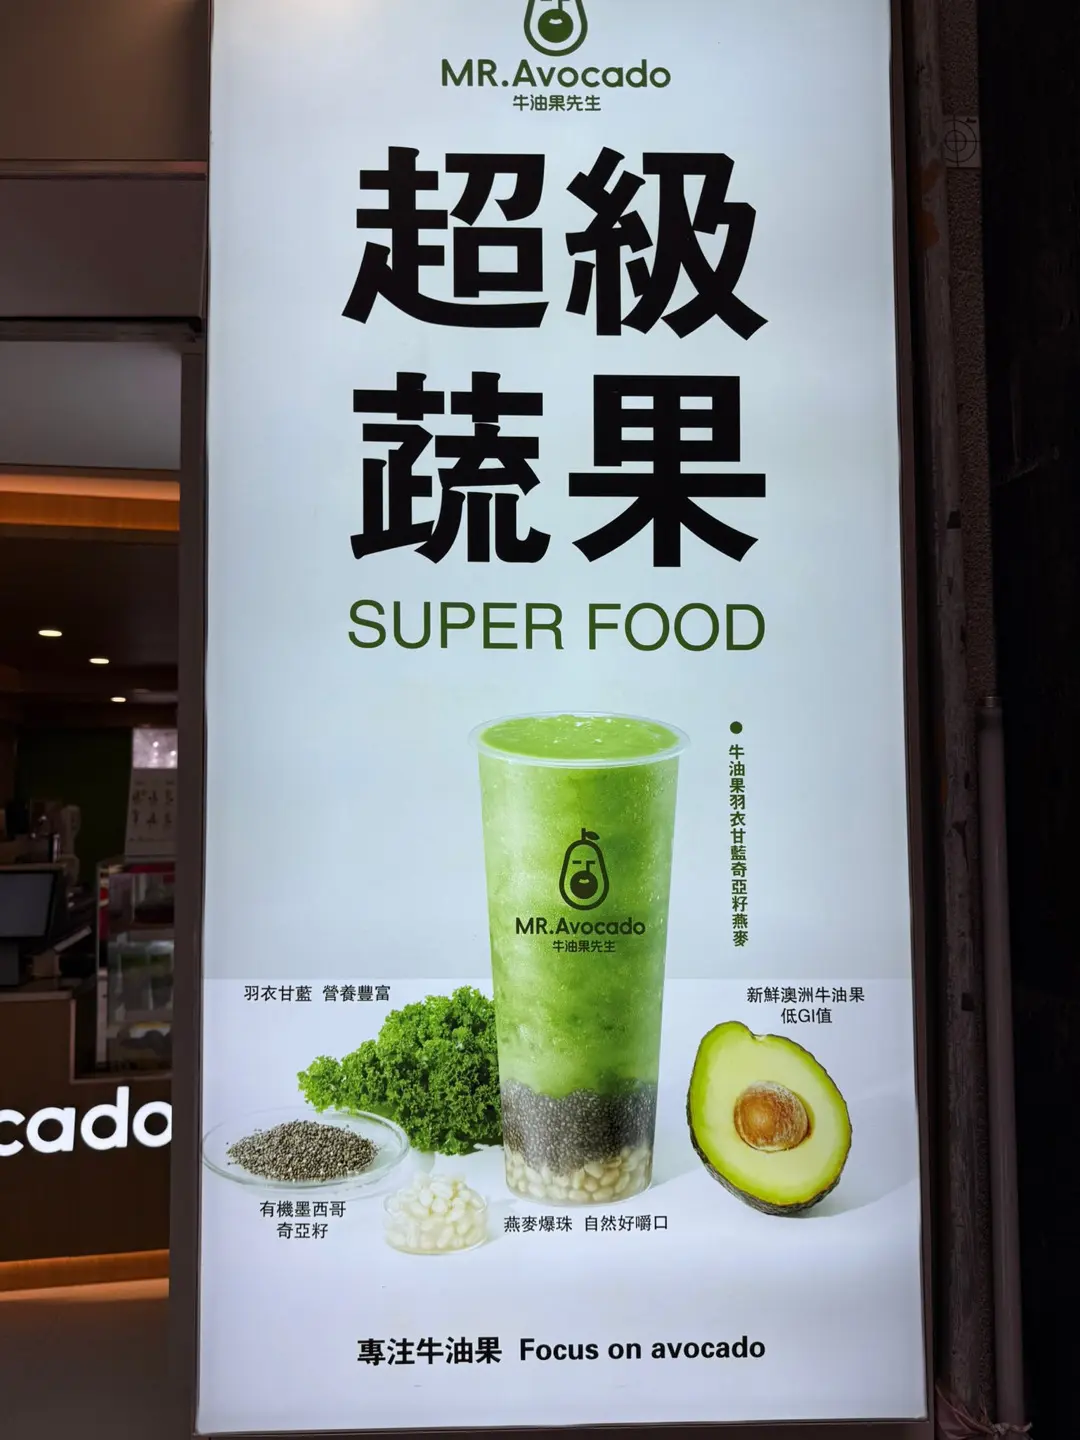 MR.Avocado
牛油果先生
超級
蔬果
SUPER FOOD
牛油果羽衣甘藍奇亞籽燕麥
MR.Avocado
牛油果先生
羽衣甘藍 營養豐富
新鮮澳洲牛油果
低GI值
有機墨西哥
奇亞籽
燕麥爆珠 自然好嚼口
專注牛油果 Focus on avocado
cado